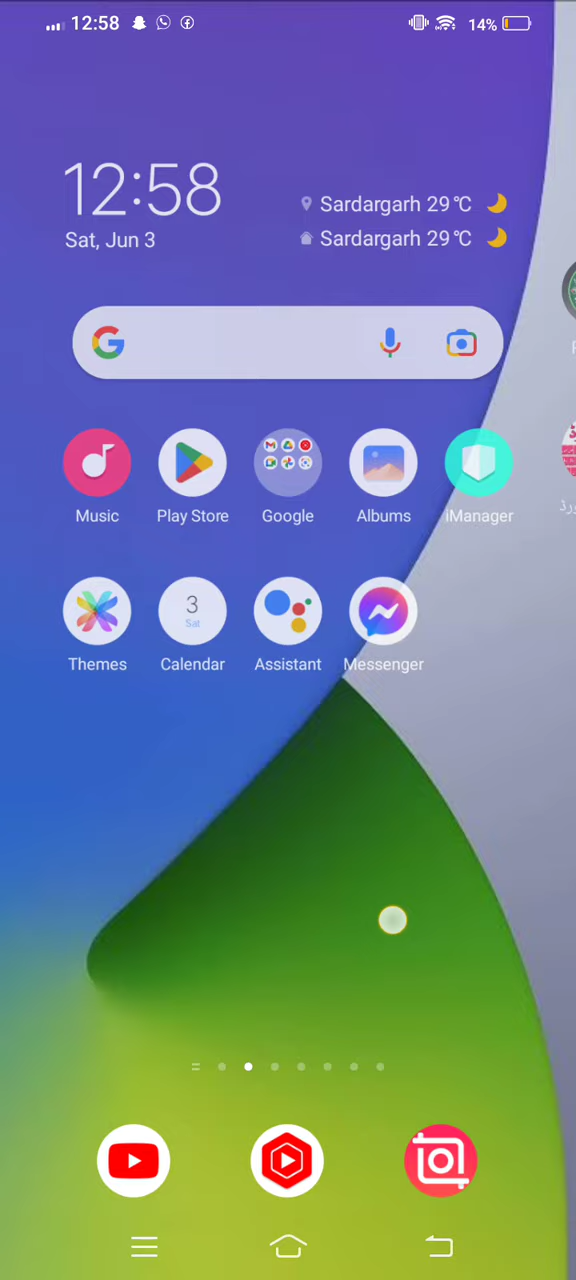 12:58
14%
12:58
Sat, Jun 3
Sardargarh 29℃
Sardargarh 29℃
Music
Play Store
Google
Albums
iManager
3
Sat
Themes
Calendar
Assistant
Messenger